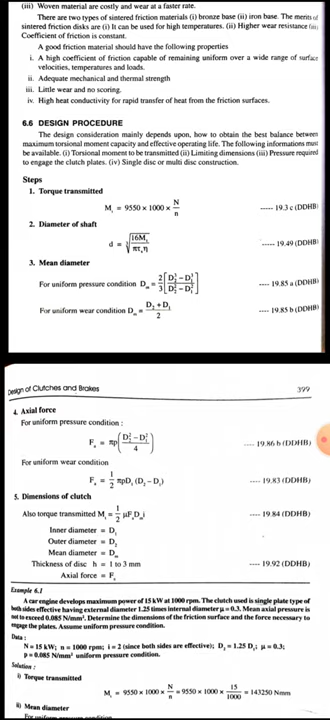 (iii) Woven material are costly and wear at a faster rate.
There are two types of sintered friction materials (i) bronze base (ii) iron base. The merits of
sintered friction disks are (i) It can be used for high temperatures. (ii) Higher wear resistance (iii)
Coefficient of friction is constant.
A good friction material should have the following properties
i. A high coefficient of friction capable of remaining uniform over a wide range of surface
velocities, temperatures and loads.
ii. Adequate mechanical and thermal strength
iii. Little wear and no scoring.
iv. High heat conductivity for rapid transfer of heat from the friction surfaces.
6.6 DESIGN PROCEDURE
The design consideration mainly depends upon, how to obtain the best balance between
maximum torsional moment capacity and effective operating life. The following informations must
be available. (i) Torsional moment to be transmitted (ii) Limiting dimensions (iii) Pressure required
to engage the clutch plates. (iv) Single or multi disc construction.
Steps
1. Torque transmitted
M_t = 9550 × 1000 × N/n ----- 19.3 c (DDHB)
2. Diameter of shaft
d = ∛(16M_t/πτ_sη) ----- 19.49 (DDHB)
3. Mean diameter
For uniform pressure condition D_m = 2/3 [(D₂³ – D₁³)/(D₂² – D₁²)] ---- 19.85 a (DDHB)
For uniform wear condition D_m = (D₂ + D₁)/2 ---- 19.85 b (DDHB)
Design of Clutches and Brakes 399
4. Axial force
For uniform pressure condition :
F_a = πp((D₂² – D₁²)/4) ---- 19.86 b (DDHB)
For uniform wear condition
F_a = 1/2 πpD₁ (D₂ – D₁) ---- 19.83 (DDHB)
5. Dimensions of clutch
Also torque transmitted M_t = 1/2 μF_aD_mi ---- 19.84 (DDHB)
Inner diameter = D₁
Outer diameter = D₂
Mean diameter = D_m
Thickness of disc h = 1 to 3 mm ---- 19.92 (DDHB)
Axial force = F_a
Example 6.1
A car engine develops maximum power of 15 kW at 1000 rpm. The clutch used is single plate type of
both sides effective having external diameter 1.25 times internal diameter μ = 0.3. Mean axial pressure is
not to exceed 0.085 N/mm². Determine the dimensions of the friction surface and the force necessary to
engage the plates. Assume uniform pressure condition.
Data :
N = 15 kW; n = 1000 rpm; i = 2 (since both sides are effective); D₂ = 1.25 D₁; μ = 0.3;
p = 0.085 N/mm² uniform pressure condition.
Solution :
i) Torque transmitted
M_t = 9550 × 1000 × N/n = 9550 × 1000 × 15/1000 = 143250 Nmm
ii) Mean diameter
For uniform pressure condition